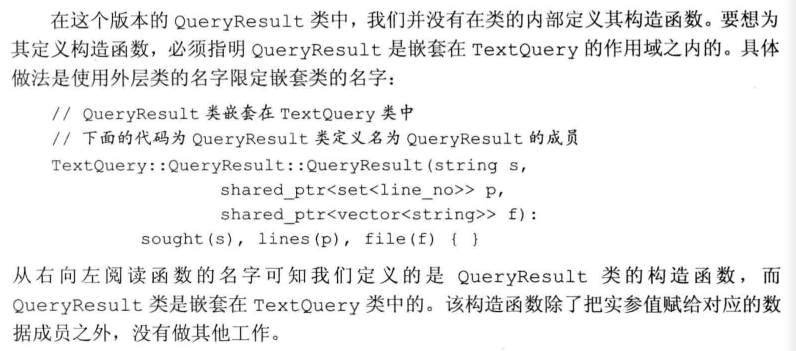 在这个版本的 QueryResult 类中，我们并没有在类的内部定义其构造函数。要想为
其定义构造函数，必须指明 QueryResult 是嵌套在 TextQuery 的作用域之内的。具体
做法是使用外层类的名字限定嵌套类的名字：
// QueryResult 类嵌套在 TextQuery 类中
// 下面的代码为 QueryResult 类定义名为 QueryResult 的成员
TextQuery::QueryResult::QueryResult(string s,
shared_ptr<set<line_no>> p,
shared_ptr<vector<string>> f):
sought(s), lines(p), file(f) { }
从右向左阅读函数的名字可知我们定义的是 QueryResult 类的构造函数，而
QueryResult 类是嵌套在 TextQuery 类中的。该构造函数除了把实参值赋给对应的数
据成员之外，没有做其他工作。